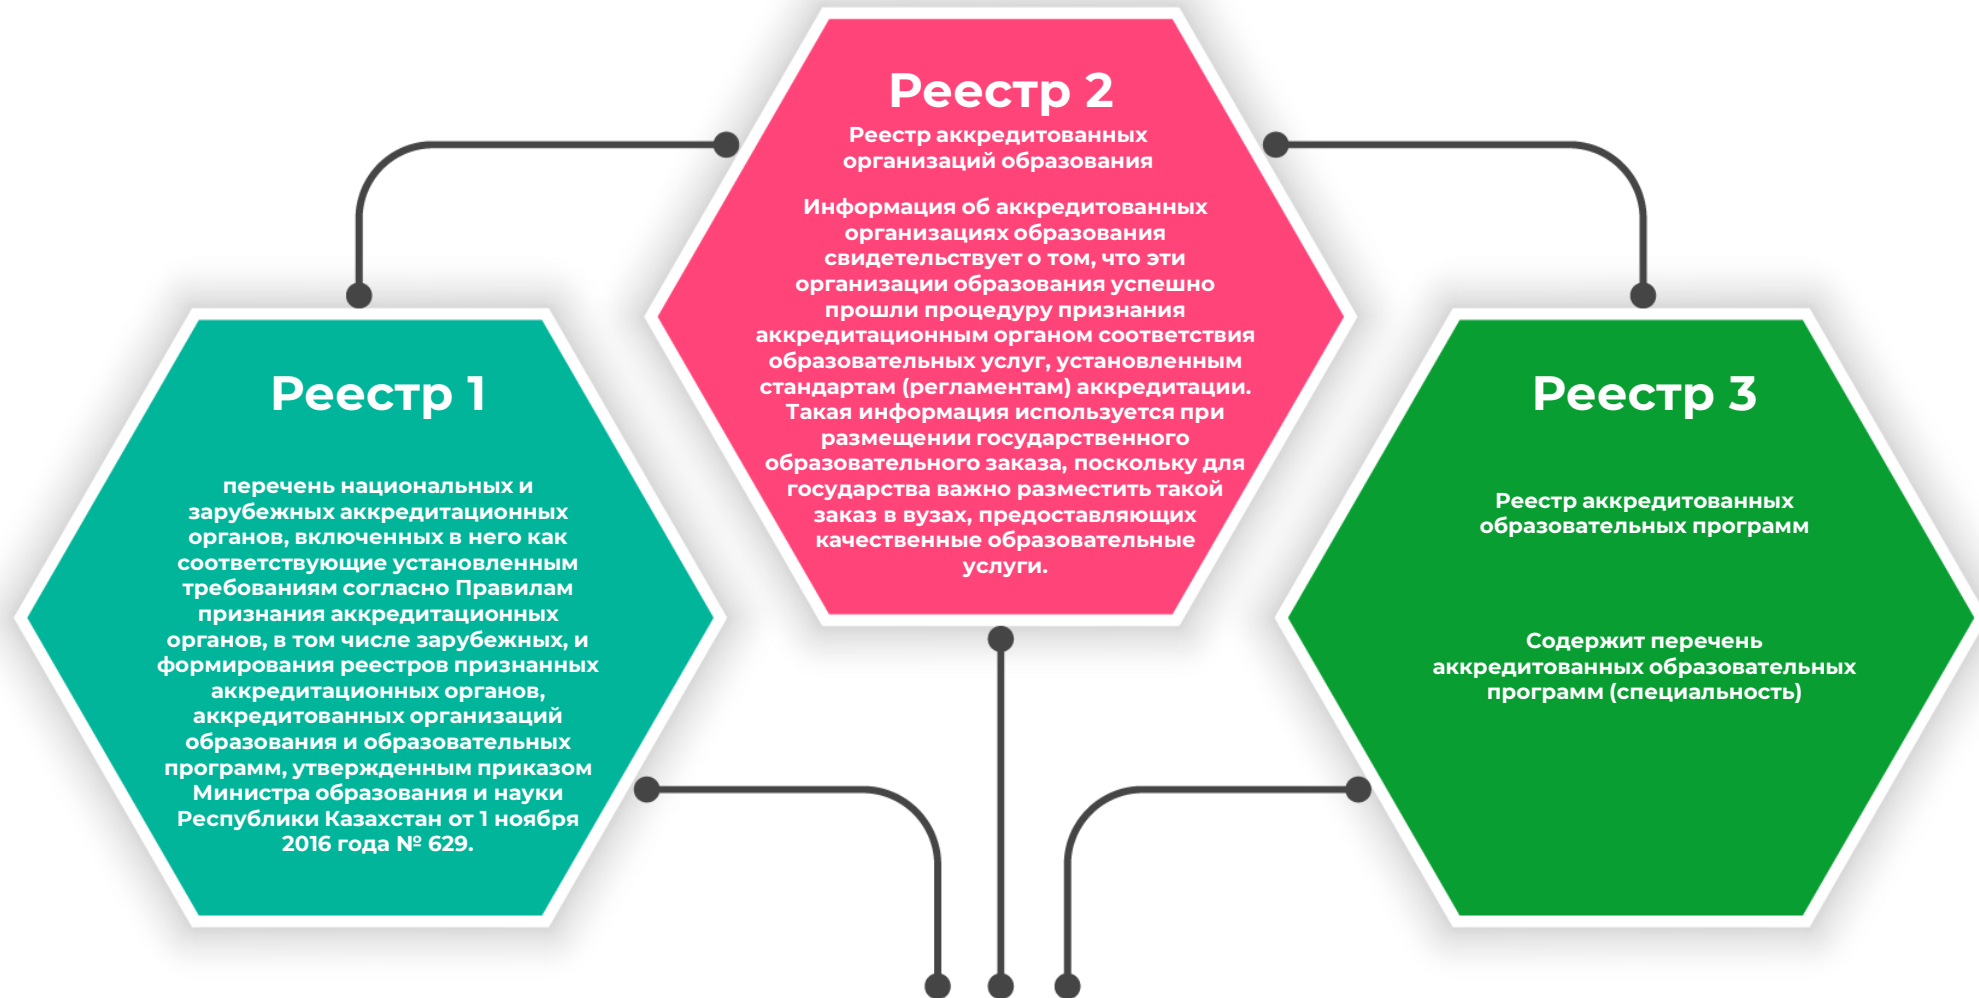 Реестр 1
перечень национальных и
зарубежных аккредитационных
органов, включенных в него как
соответствующие установленным
требованиям согласно Правилам
признания аккредитационных
органов, в том числе зарубежных, и
формирования реестров признанных
аккредитационных органов,
аккредитованных организаций
образования и образовательных
программ, утвержденным приказом
Министра образования и науки
Республики Казахстан от 1 ноября
2016 года № 629.
Реестр 2
Реестр аккредитованных
организаций образования
Информация об аккредитованных
организациях образования
свидетельствует о том, что эти
организации образования успешно
прошли процедуру признания
аккредитационным органом соответствия
образовательных услуг, установленным
стандартам (регламентам) аккредитации.
Такая информация используется при
размещении государственного
образовательного заказа, поскольку для
государства важно разместить такой
заказ в вузах, предоставляющих
качественные образовательные
услуги.
Реестр 3
Реестр аккредитованных
образовательных программ
Содержит перечень
аккредитованных образовательных
программ (специальность)